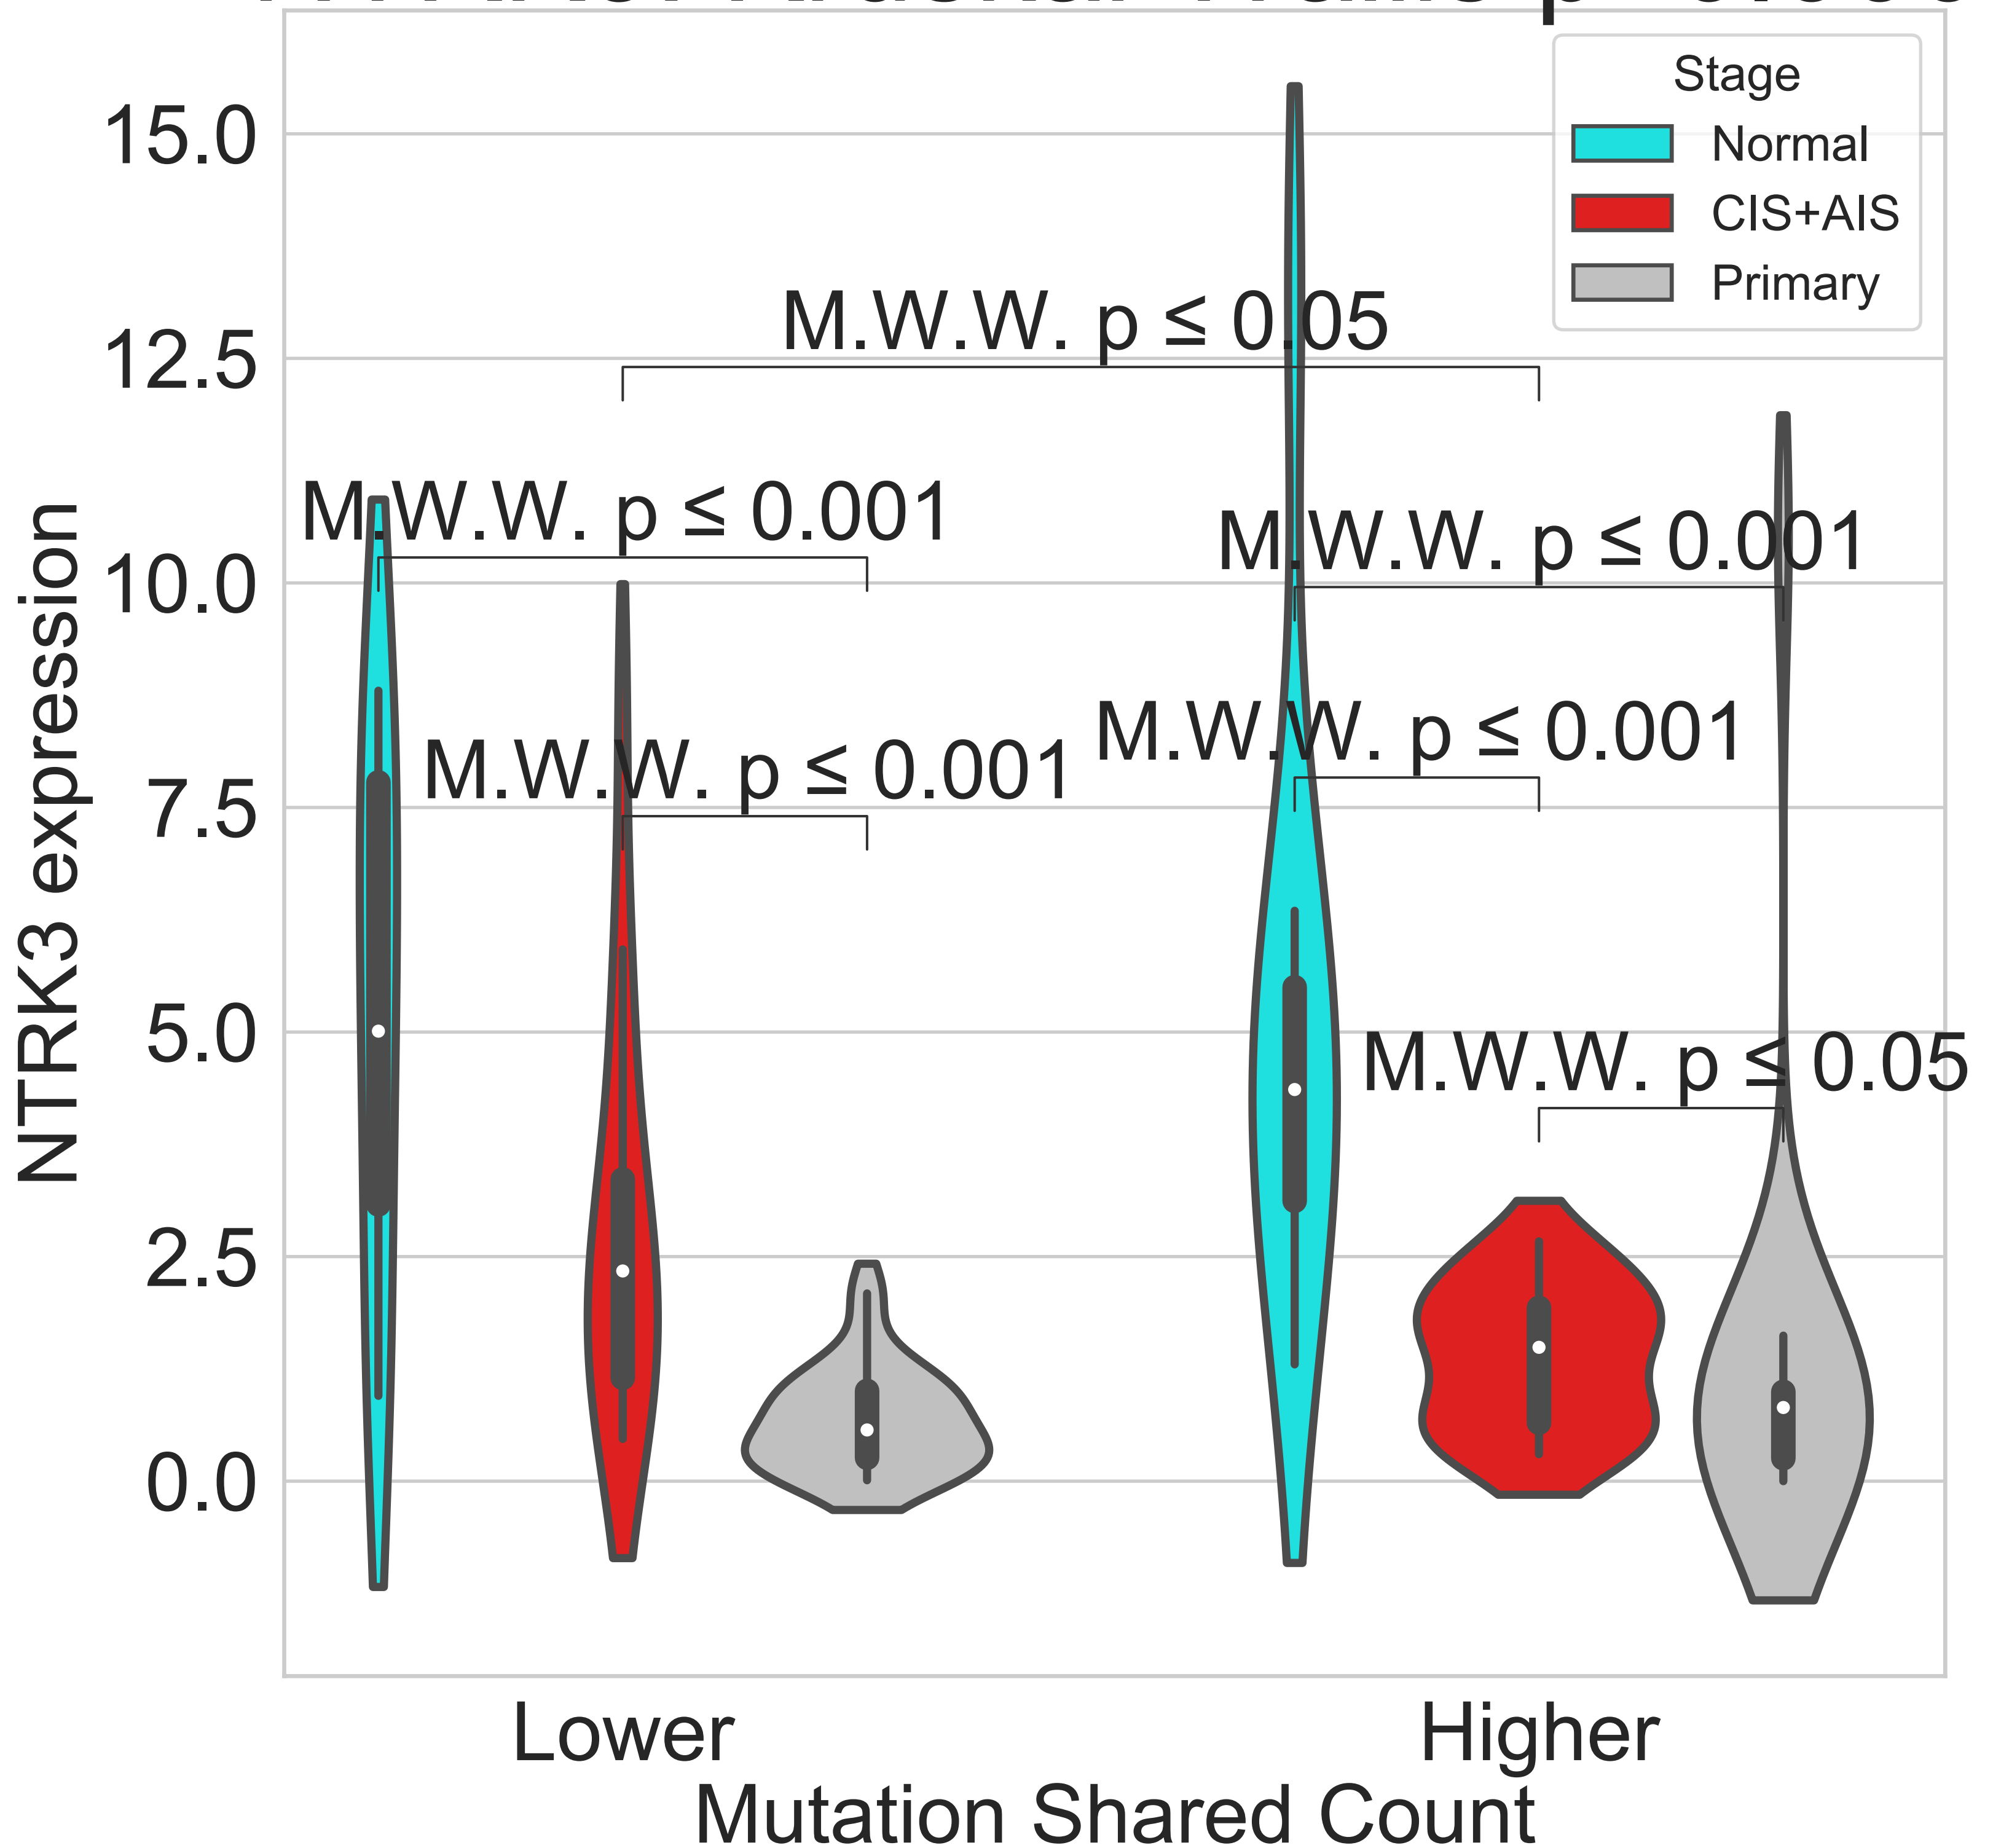 Stage
Normal
CIS+AIS
Primary
15.0
12.5
10.0
7.5
5.0
2.5
0.0
NTRK3 expression
M.W.W. p ≤ 0.05
M.W.W. p ≤ 0.001
M.W.W. p ≤ 0.001
M.W.W. p ≤ 0.001
M.W.W. p ≤ 0.001
M.W.W. p ≤ 0.05
Lower
Higher
Mutation Shared Count